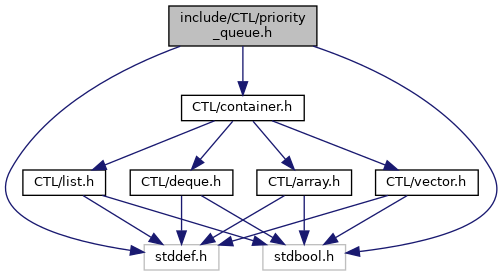 include/CTL/priority
_queue.h
CTL/container.h
CTL/list.h
CTL/deque.h
CTL/array.h
CTL/vector.h
stddef.h
stdbool.h